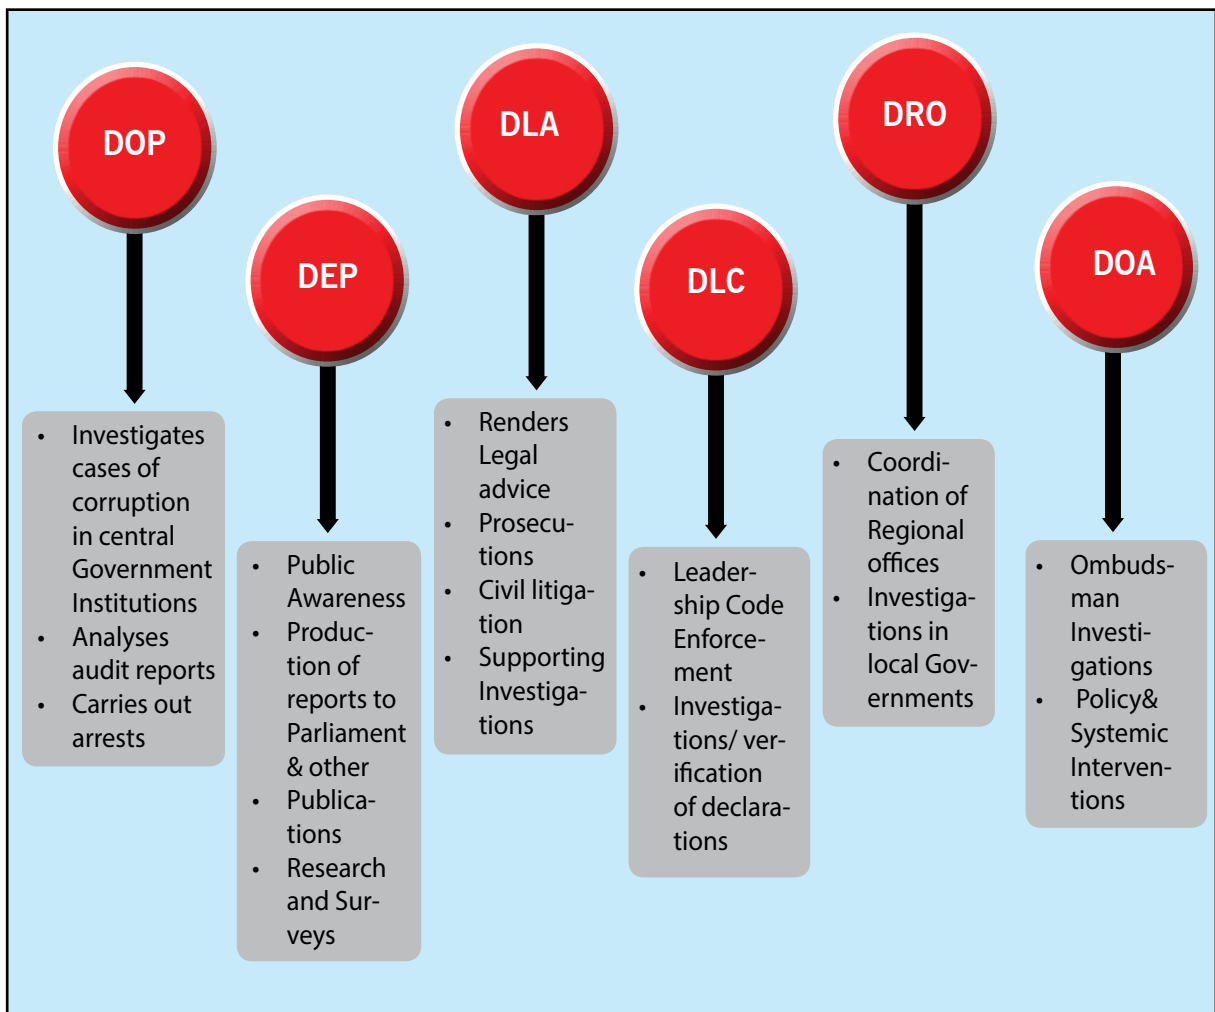 DOP
• Investigates
cases of
corruption
in central
Government
Institutions
• Analyses
audit reports
• Carries out
arrests
DEP
• Public
Awareness
• Produc-
tion of
reports to
Parliament
& other
• Publica-
tions
• Research
and Sur-
veys
DLA
• Renders
Legal
advice
• Prosecu-
tions
• Civil litiga-
tion
• Supporting
Investiga-
tions
DLC
• Leader-
ship Code
Enforce-
ment
• Investiga-
tions/ ver-
ification
of declara-
tions
DRO
• Coordi-
nation of
Regional
offices
• Investiga-
tions in
local Gov-
ernments
DOA
• Ombuds-
man
Investi-
gations
• Policy&
Systemic
Interven-
tions